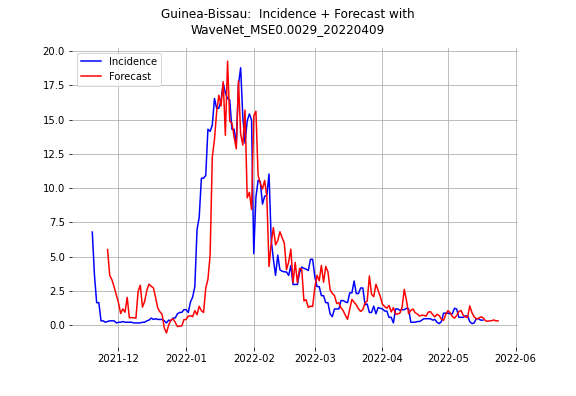 Guinea-Bissau:  Incidence + Forecast with
WaveNet_MSE0.0029_20220409
Incidence
Forecast
20.0
17.5
15.0
12.5
10.0
7.5
5.0
2.5
0.0
2021-12 2022-01 2022-02 2022-03 2022-04 2022-05 2022-06